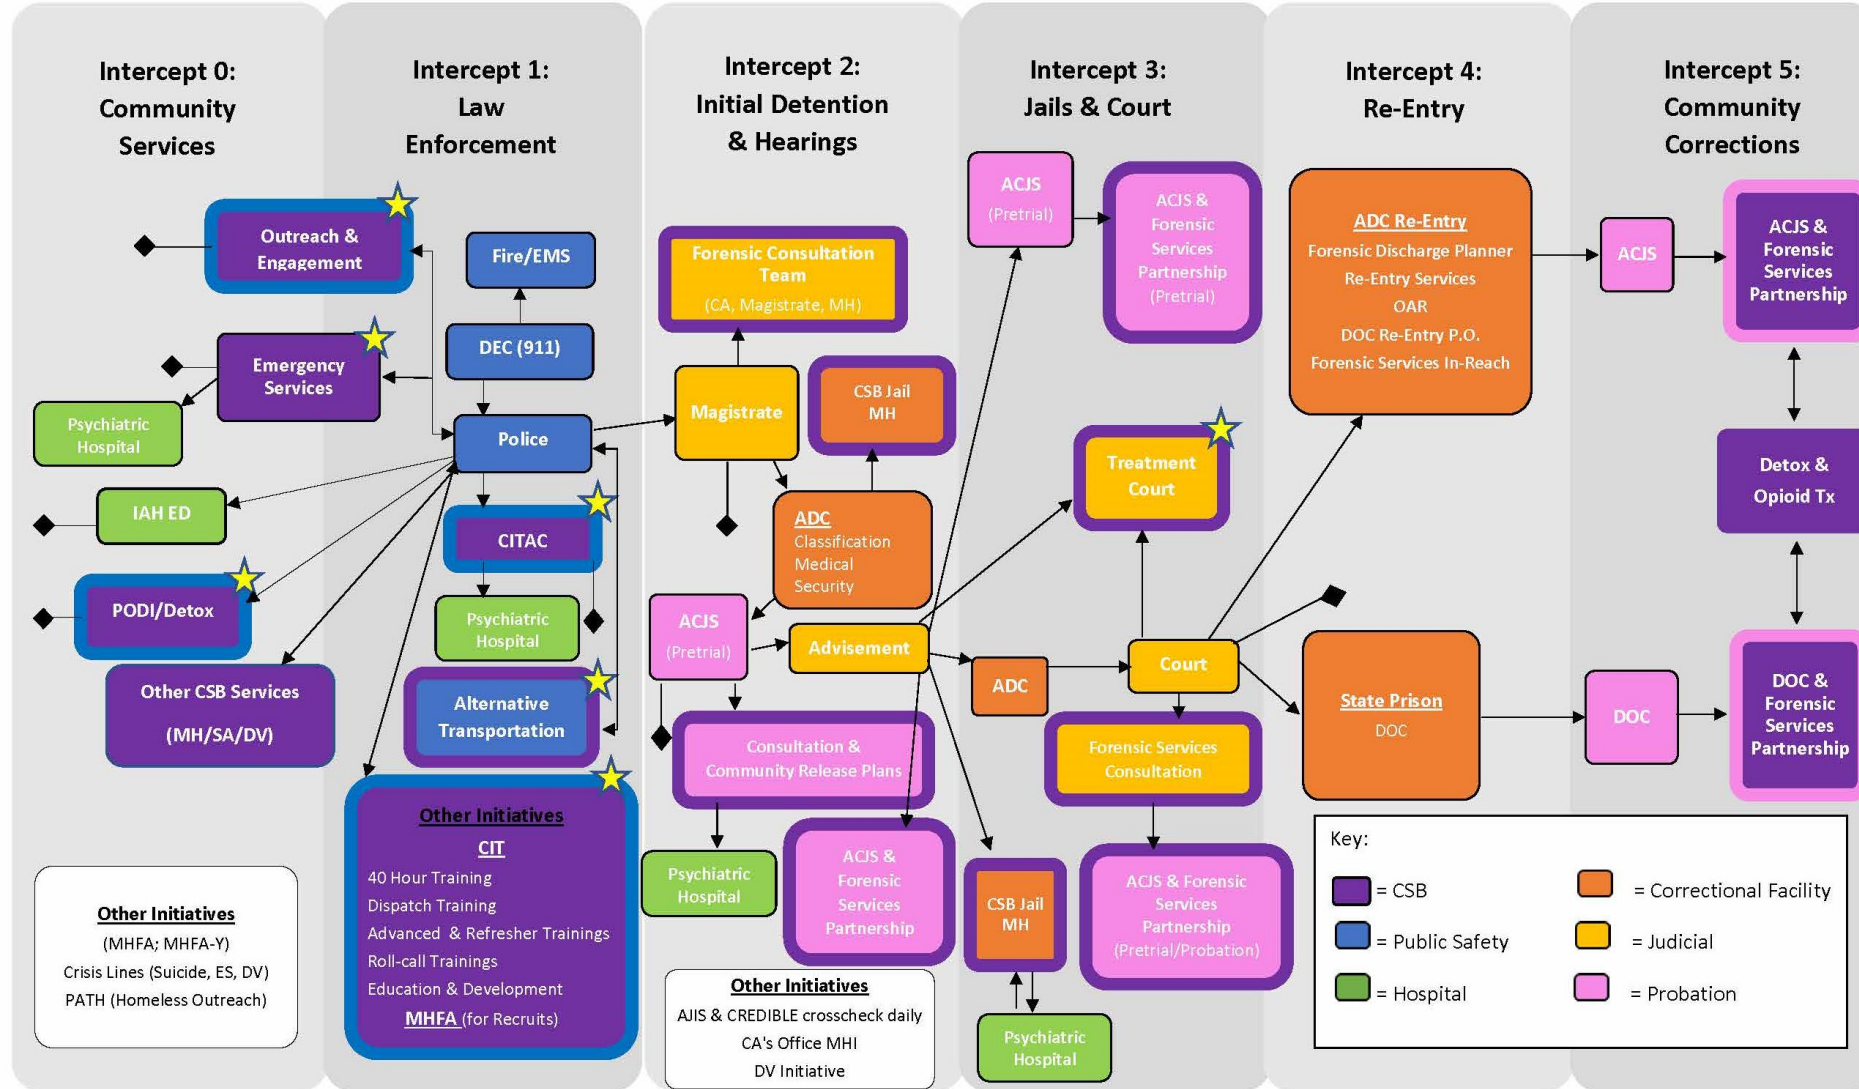 Intercept 0:
Community
Services
Outreach &
Engagement
Emergency
Services
Psychiatric
Hospital
IAH ED
PODI/Detox
Other CSB Services
(MH/SA/DV)
Other Initiatives
(MHFA; MHFA-Y)
Crisis Lines (Suicide, ES, DV)
PATH (Homeless Outreach)
Intercept 1:
Law
Enforcement
Fire/EMS
DEC (911)
Police
CITAC
Psychiatric
Hospital
Alternative
Transportation
Other Initiatives
CIT
40 Hour Training
Dispatch Training
Advanced & Refresher Trainings
Roll-call Trainings
Education & Development
MHFA (for Recruits)
Intercept 2:
Initial Detention
& Hearings
Forensic Consultation
Team
(CA, Magistrate, MH)
Magistrate
CSB Jail
MH
ADC
Classification
Medical
Security
ACJS
(Pretrial)
Advisement
Consultation &
Community Release Plans
Psychiatric
Hospital
ACJS &
Forensic
Services
Partnership
Other Initiatives
AJIS & CREDIBLE crosscheck daily
CA's Office MHI
DV Initiative
Intercept 3:
Jails & Court
ACJS
(Pretrial)
ACJS &
Forensic
Services
Partnership
(Pretrial)
Treatment
Court
ADC
Court
Forensic Services
Consultation
CSB Jail
MH
ACJS & Forensic
Services
Partnership
(Pretrial/Probation)
Psychiatric
Hospital
Intercept 4:
Re-Entry
ADC Re-Entry
Forensic Discharge Planner
Re-Entry Services
OAR
DOC Re-Entry P.O.
Forensic Services In-Reach
State Prison
DOC
Intercept 5:
Community
Corrections
ACJS
ACJS &
Forensic
Services
Partnership
Detox &
Opioid Tx
DOC
DOC &
Forensic
Services
Partnership
Key:
= CSB
= Public Safety
= Hospital
= Correctional Facility
= Judicial
= Probation